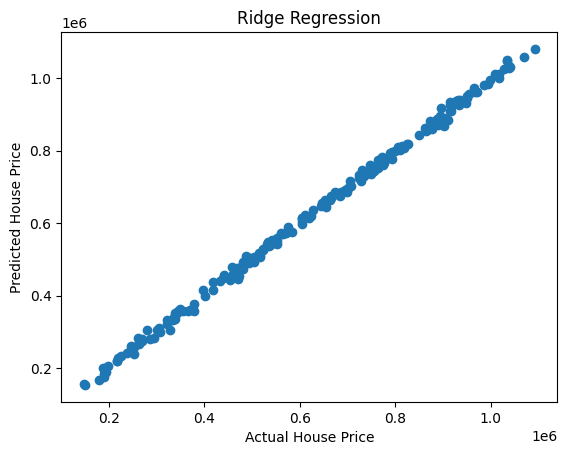 Ridge Regression
1e6
Predicted House Price
1.0
0.8
0.6
0.4
0.2
0.2 0.4 0.6 0.8 1.0
Actual House Price
1e6